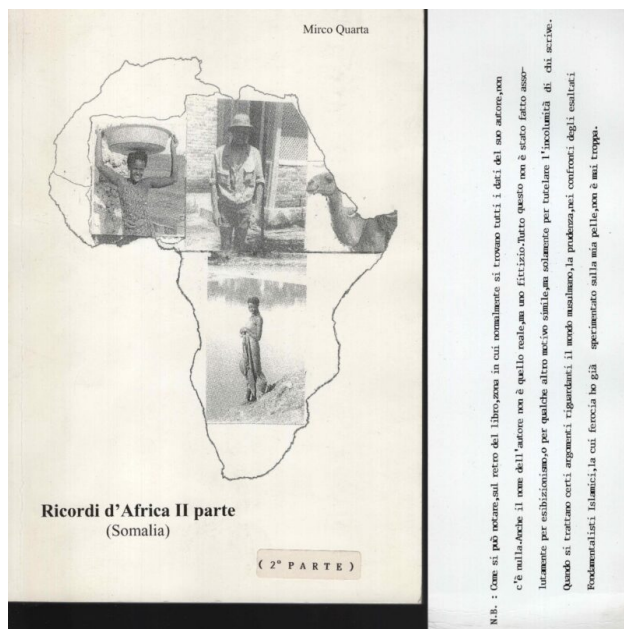 Mirco Quarta
Ricordi d'Africa II parte
(Somalia)
( 2° PARTE )
N.B. : Come si può notare,sul retro del libro,zona in cui normalmente si trovano tutti i dati del suo autore,non
c'è nulla.Anche il nome dell'autore non è quello reale,ma uno fittizio.Tutto questo non è stato fatto asso-
lutamente per esibizionismo,o per qualche altro motivo simile,ma solamente per tutelare l'incolumità di chi scrive.
Quando si trattano certi argomenti riguardanti il mondo musulmano,la prudenza,nei confronti degli esaltati
Fondamentalisti Islamici,la cui ferocia ho già sperimentato sulla mia pelle,non è mai troppa.